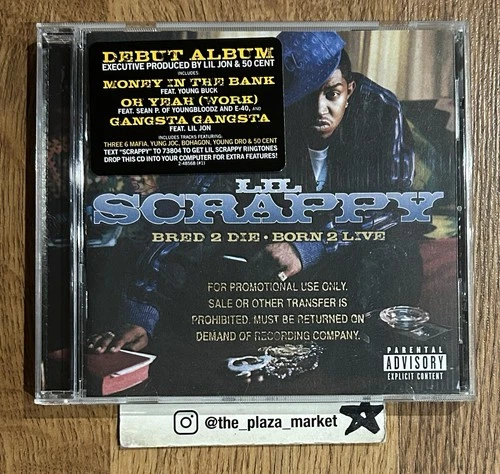 DEBUT ALBUM
EXECUTIVE PRODUCED BY LIL JON & 50 CENT
INCLUDES
MONEY IN THE BANK
FEAT. YOUNG BUCK
OH YEAH (WORK)
FEAT. SEAN P. OF YOUNGBLOODZ AND E-40, AND
GANGSTA GANGSTA
FEAT. LIL JON
INCLUDES TRACKS FEATURING:
THREE 6 MAFIA, YUNG JOC, BOHAGON, YOUNG DRO & 50 CENT
TEXT "SCRAPPY" TO 73804 TO GET LIL SCRAPPY RINGTONES
DROP THIS CD INTO YOUR COMPUTER FOR EXTRA FEATURES!
2-48568 (#1)
LIL
SCRAPPY
BRED 2 DIE • BORN 2 LIVE
FOR PROMOTIONAL USE ONLY.
SALE OR OTHER TRANSFER IS
PROHIBITED. MUST BE RETURNED ON
DEMAND OF RECORDING COMPANY.
PARENTAL
ADVISORY
EXPLICIT CONTENT
@the_plaza_market